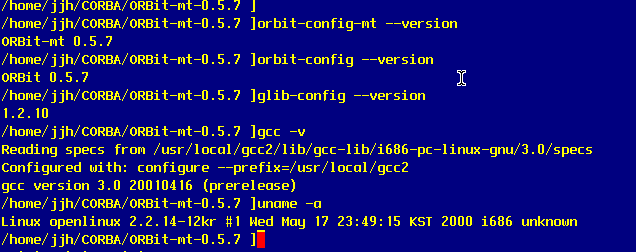 /home/jjh/CORBA/ORBit-mt-0.5.7 ]
/home/jjh/CORBA/ORBit-mt-0.5.7 ]orbit-config-mt --version
ORBit-mt 0.5.7
/home/jjh/CORBA/ORBit-mt-0.5.7 ]orbit-config --version
ORBit 0.5.7
/home/jjh/CORBA/ORBit-mt-0.5.7 ]glib-config --version
1.2.10
/home/jjh/CORBA/ORBit-mt-0.5.7 ]gcc -v
Reading specs from /usr/local/gcc2/lib/gcc-lib/i686-pc-linux-gnu/3.0/specs
Configured with: configure --prefix=/usr/local/gcc2
gcc version 3.0 20010416 (prerelease)
/home/jjh/CORBA/ORBit-mt-0.5.7 ]uname -a
Linux openlinux 2.2.14-12kr #1 Wed May 17 23:49:15 KST 2000 i686 unknown
/home/jjh/CORBA/ORBit-mt-0.5.7 ]